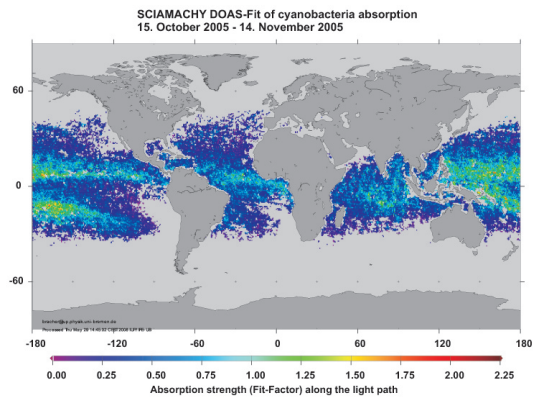 SCIAMACHY DOAS-Fit of cyanobacteria absorption
15. October 2005 - 14. November 2005
60
0
-60
-180 -120 -60 0 60 120 180
0.00 0.25 0.50 0.75 1.00 1.25 1.50 1.75 2.00 2.25
Absorption strength (Fit-Factor) along the light path